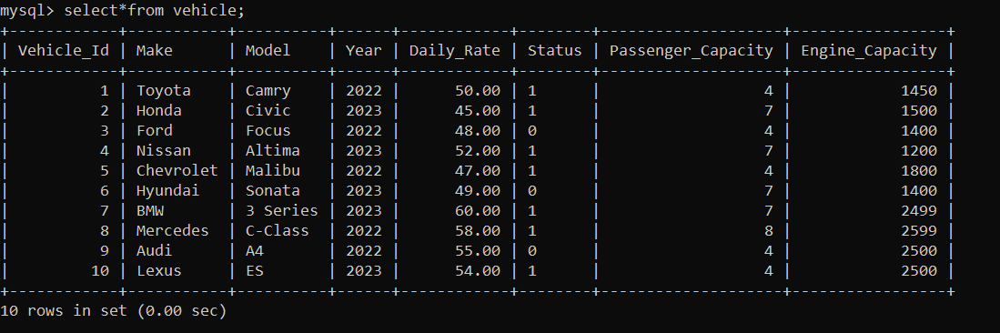 mysql> select*from vehicle;
+------------+-----------+----------+------+------------+--------+--------------------+-----------------+
| Vehicle_Id | Make      | Model    | Year | Daily_Rate | Status | Passenger_Capacity | Engine_Capacity |
+------------+-----------+----------+------+------------+--------+--------------------+-----------------+
|          1 | Toyota    | Camry    | 2022 |      50.00 | 1      |                  4 |            1450 |
|          2 | Honda     | Civic    | 2023 |      45.00 | 1      |                  7 |            1500 |
|          3 | Ford      | Focus    | 2022 |      48.00 | 0      |                  4 |            1400 |
|          4 | Nissan    | Altima   | 2023 |      52.00 | 1      |                  7 |            1200 |
|          5 | Chevrolet | Malibu   | 2022 |      47.00 | 1      |                  4 |            1800 |
|          6 | Hyundai   | Sonata   | 2023 |      49.00 | 0      |                  7 |            1400 |
|          7 | BMW       | 3 Series | 2023 |      60.00 | 1      |                  7 |            2499 |
|          8 | Mercedes  | C-Class  | 2022 |      58.00 | 1      |                  8 |            2599 |
|          9 | Audi      | A4       | 2022 |      55.00 | 0      |                  4 |            2500 |
|         10 | Lexus     | ES       | 2023 |      54.00 | 1      |                  4 |            2500 |
+------------+-----------+----------+------+------------+--------+--------------------+-----------------+
10 rows in set (0.00 sec)